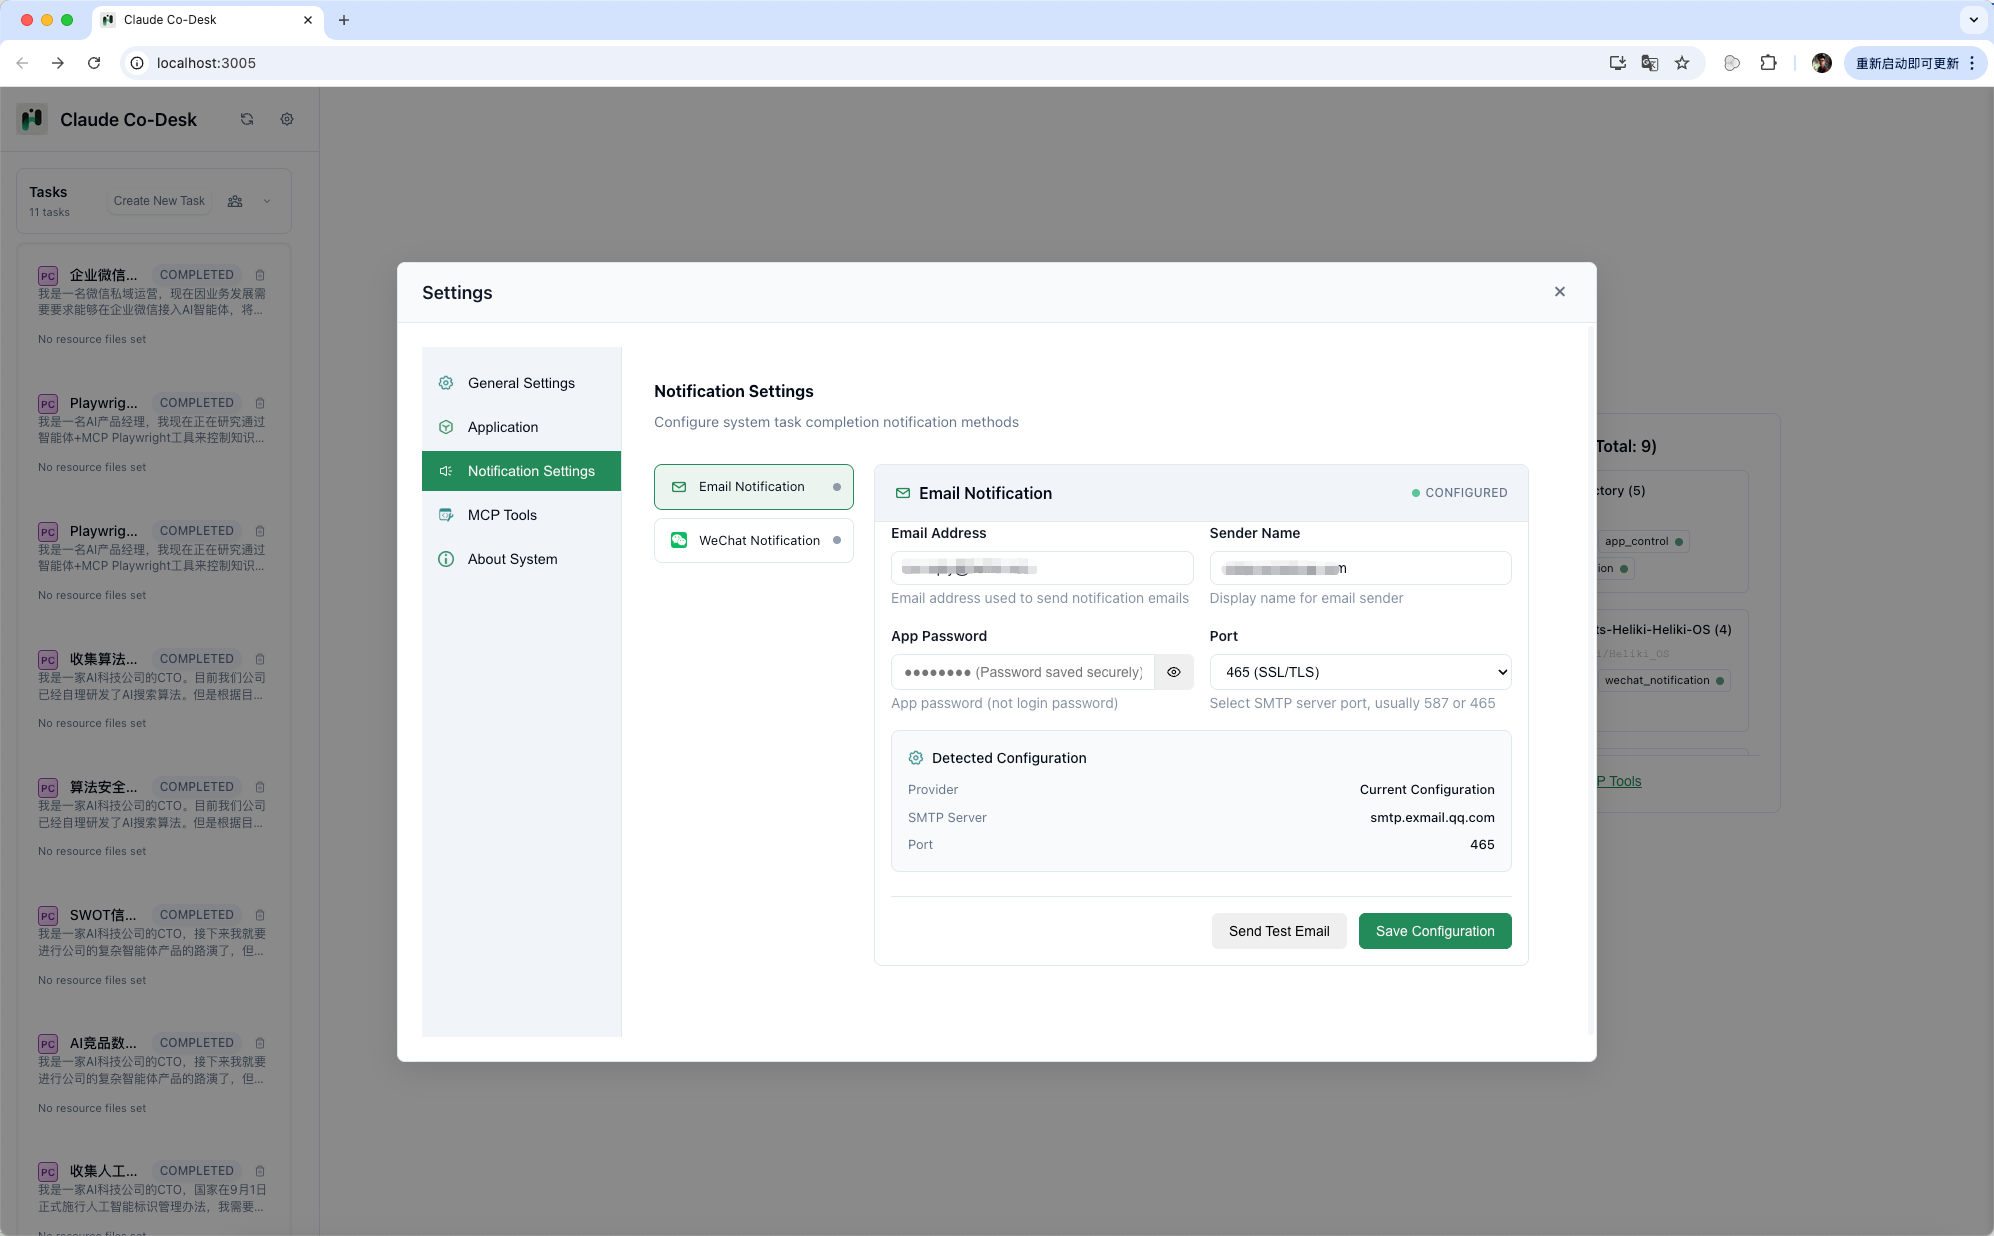 Claude Co-Desk
localhost:3005
重新启动即可更新
Claude Co-Desk
Tasks
11 tasks
Create New Task
PC 企业微信... COMPLETED
我是一名微信私域运营，现在因业务发展需
要要求能够在企业微信接入AI智能体，将...
No resource files set
PC Playwrig... COMPLETED
我是一名AI产品经理，我现在正在研究通过
智能体+MCP Playwright工具来控制知识...
No resource files set
PC Playwrig... COMPLETED
我是一名AI产品经理，我现在正在研究通过
智能体+MCP Playwright工具来控制知识...
No resource files set
PC 收集算法... COMPLETED
我是一家AI科技公司的CTO。目前我们公司
已经自理研发了AI搜索算法。但是根据目...
No resource files set
PC 算法安全... COMPLETED
我是一家AI科技公司的CTO。目前我们公司
已经自理研发了AI搜索算法。但是根据目...
No resource files set
PC SWOT信... COMPLETED
我是一家AI科技公司的CTO，接下来我就要
进行公司的复杂智能体产品的路演了，但...
No resource files set
PC AI竞品数... COMPLETED
我是一家AI科技公司的CTO，接下来我就要
进行公司的复杂智能体产品的路演了，但...
No resource files set
PC 收集人工... COMPLETED
我是一家AI科技公司的CTO，国家在9月1日
正式施行人工智能标识管理办法，我需要...
No resource files set
Settings
General Settings
Application
Notification Settings
MCP Tools
About System
Notification Settings
Configure system task completion notification methods
Email Notification
WeChat Notification
Email Notification
CONFIGURED
Email Address
Sender Name
Email address used to send notification emails
Display name for email sender
App Password
Port
●●●●●●●● (Password saved securely)
465 (SSL/TLS)
App password (not login password)
Select SMTP server port, usually 587 or 465
Detected Configuration
Provider
Current Configuration
SMTP Server
smtp.exmail.qq.com
Port
465
Send Test Email
Save Configuration
Total: 9)
ctory (5)
app_control
ion
ts-Heliki-Heliki-OS (4)
i/Heliki_OS
wechat_notification
P Tools